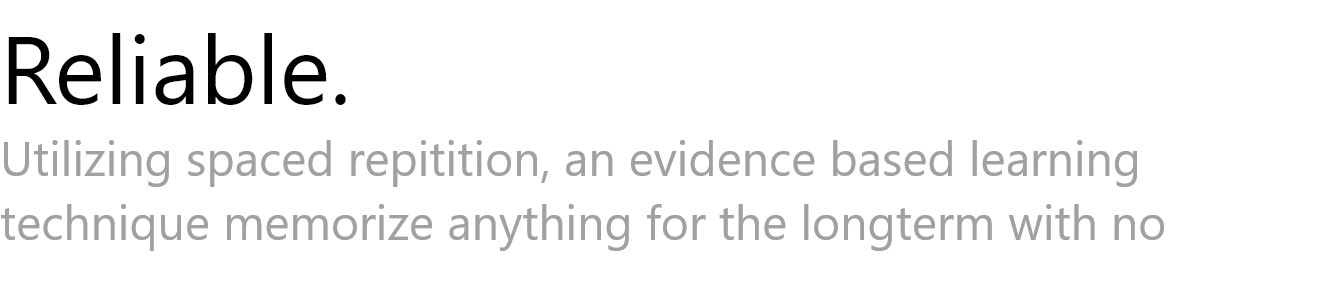 Reliable.
Utilizing spaced repitition, an evidence based learning
technique memorize anything for the longterm with no